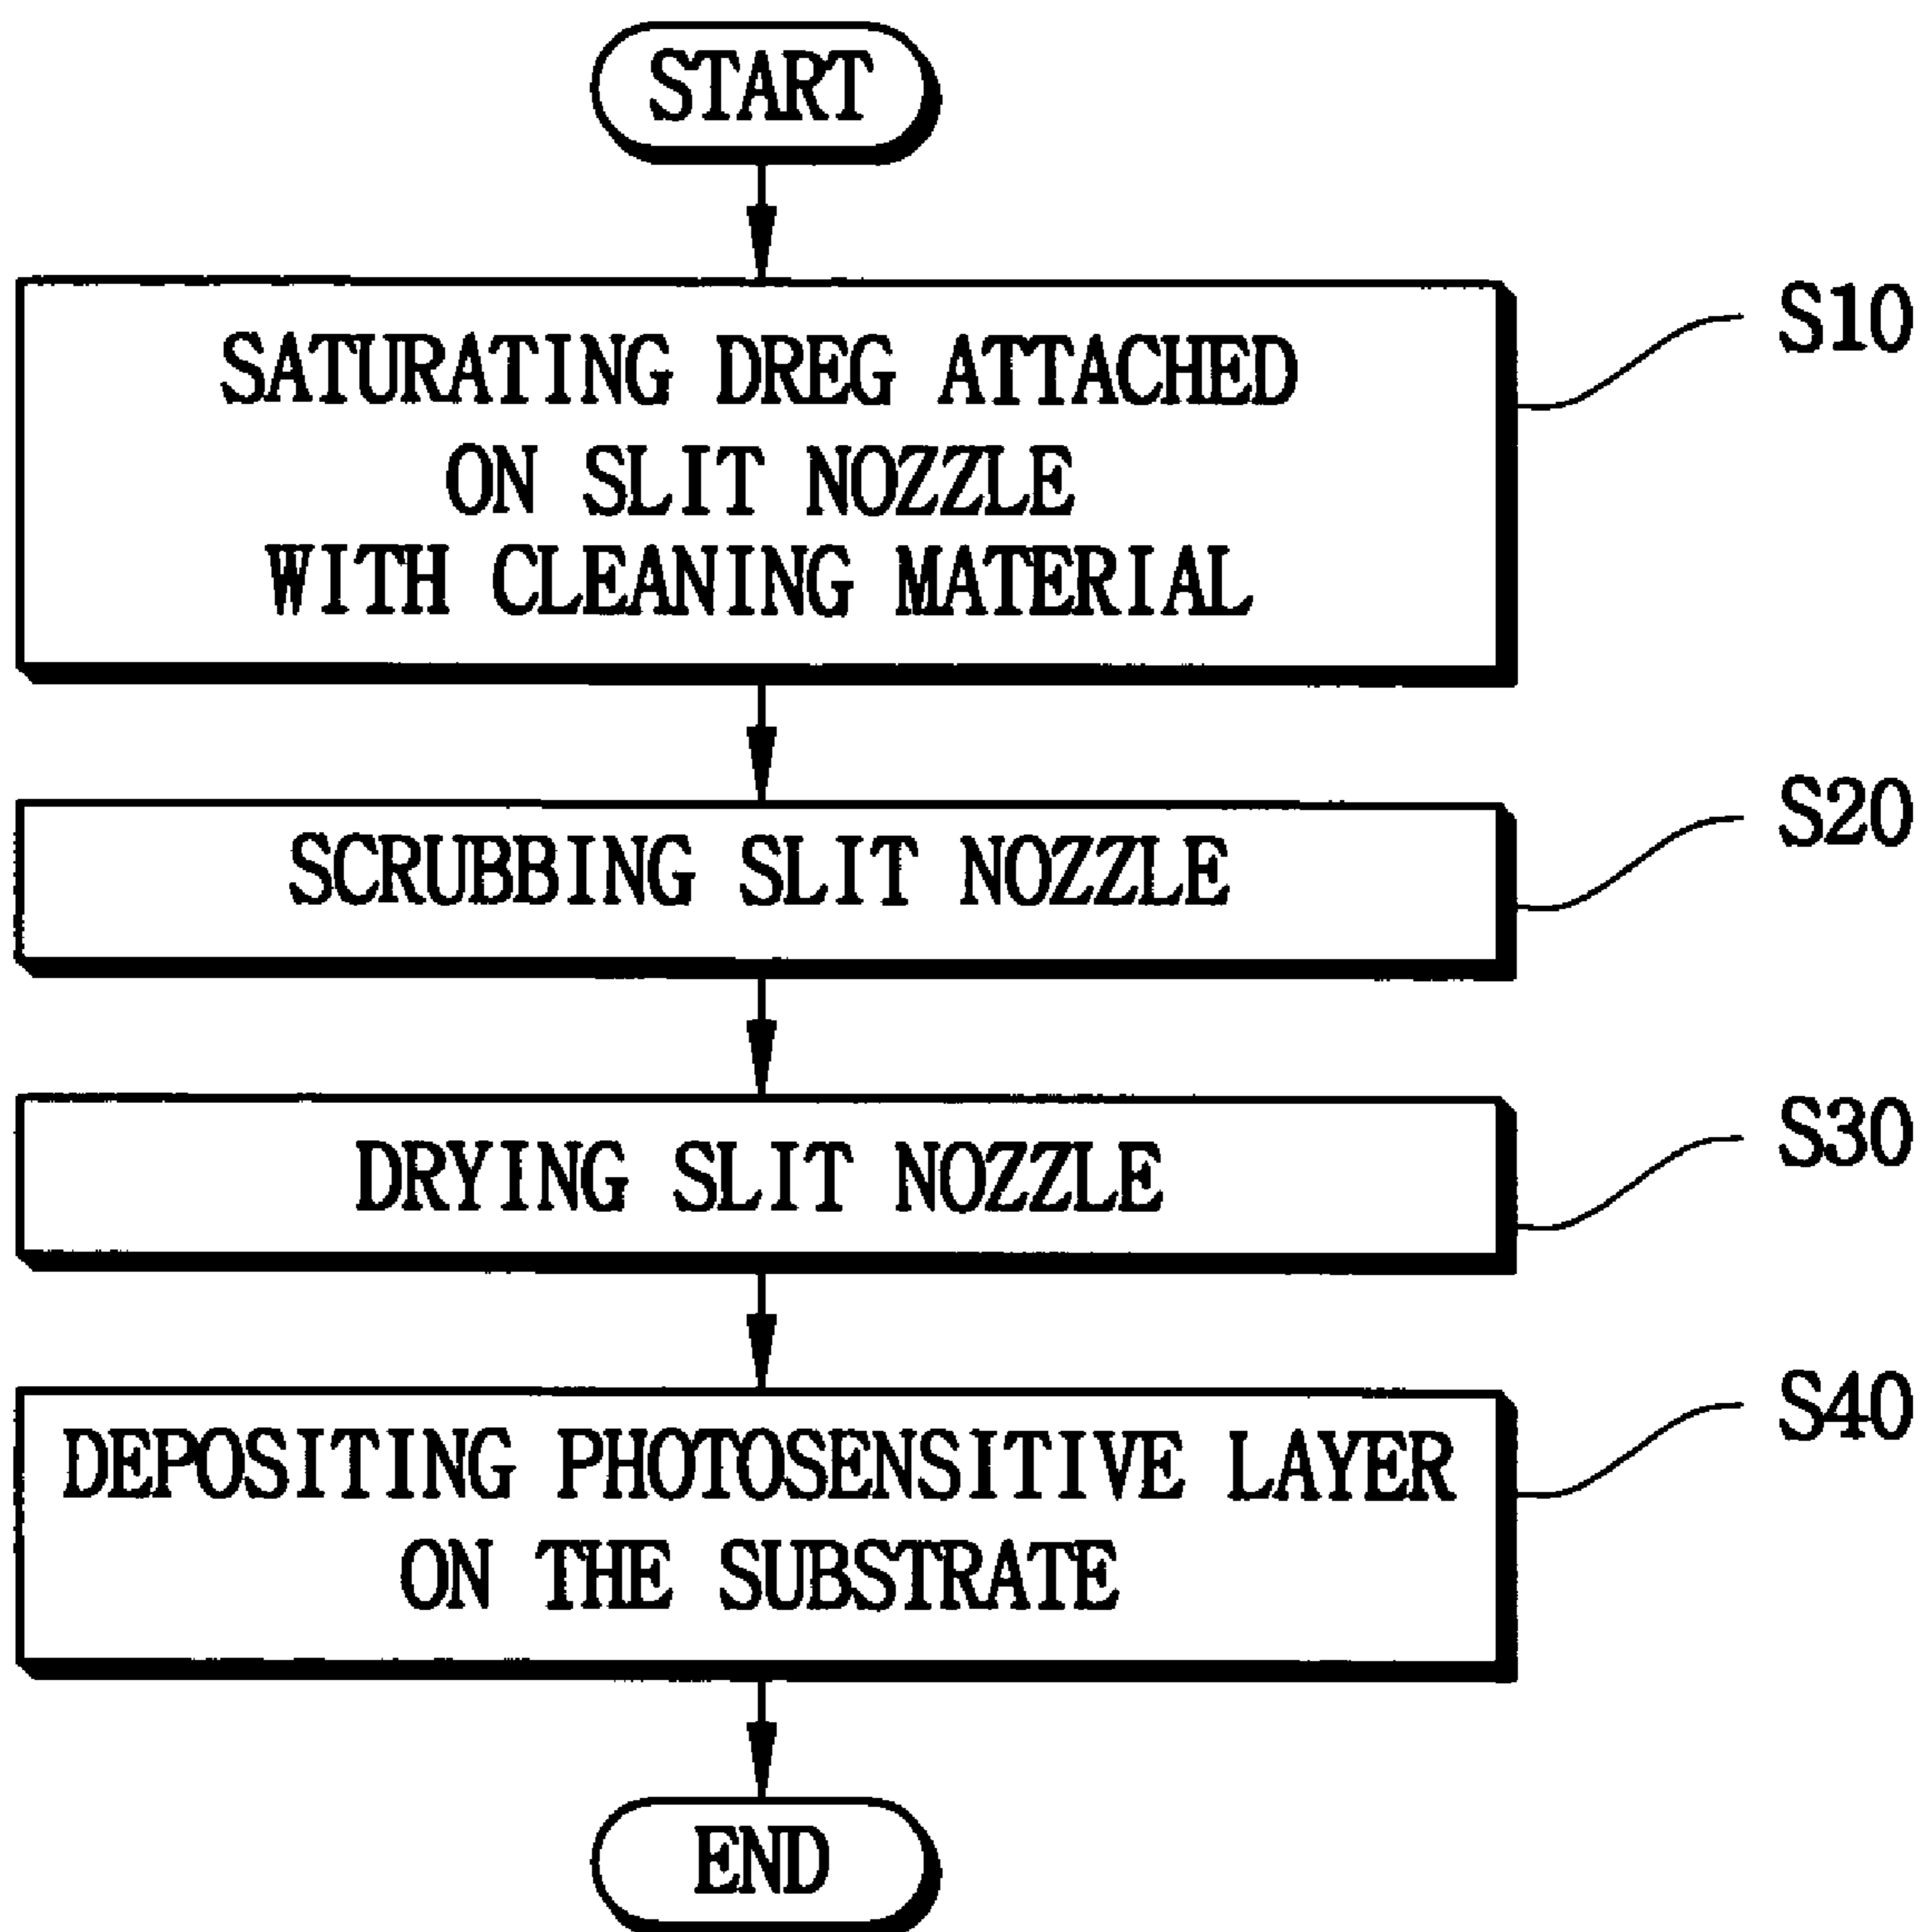 START
SATURATING DREG ATTACHED
ON SLIT NOZZLE
WITH CLEANING MATERIAL
S10
SCRUBBING SLIT NOZZLE
S20
DRYING SLIT NOZZLE
S30
DEPOSITING PHOTOSENSITIVE LAYER
ON THE SUBSTRATE
S40
END